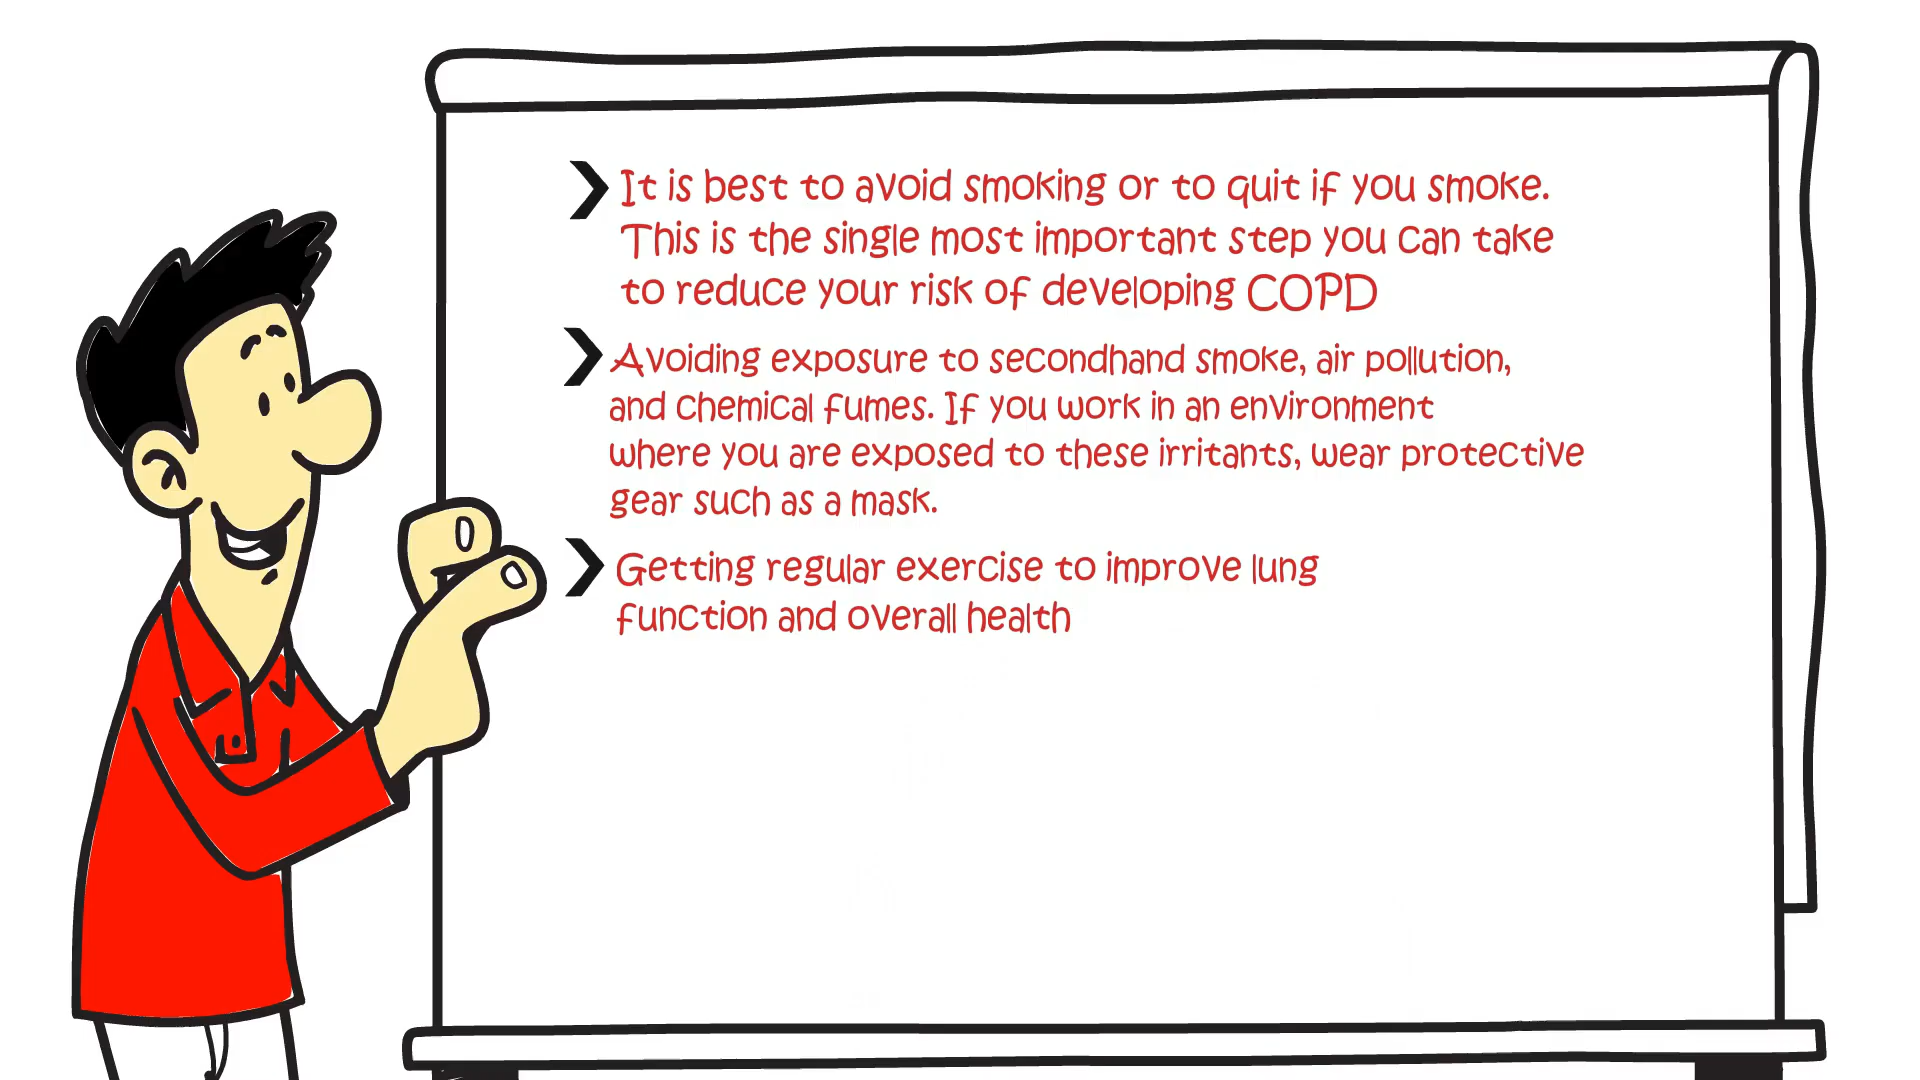 It is best to avoid smoking or to quit if you smoke.
This is the single most important step you can take
to reduce your risk of developing COPD
Avoiding exposure to secondhand smoke, air pollution,
and chemical fumes. If you work in an environment
where you are exposed to these irritants, wear protective
gear such as a mask.
Getting regular exercise to improve lung
function and overall health